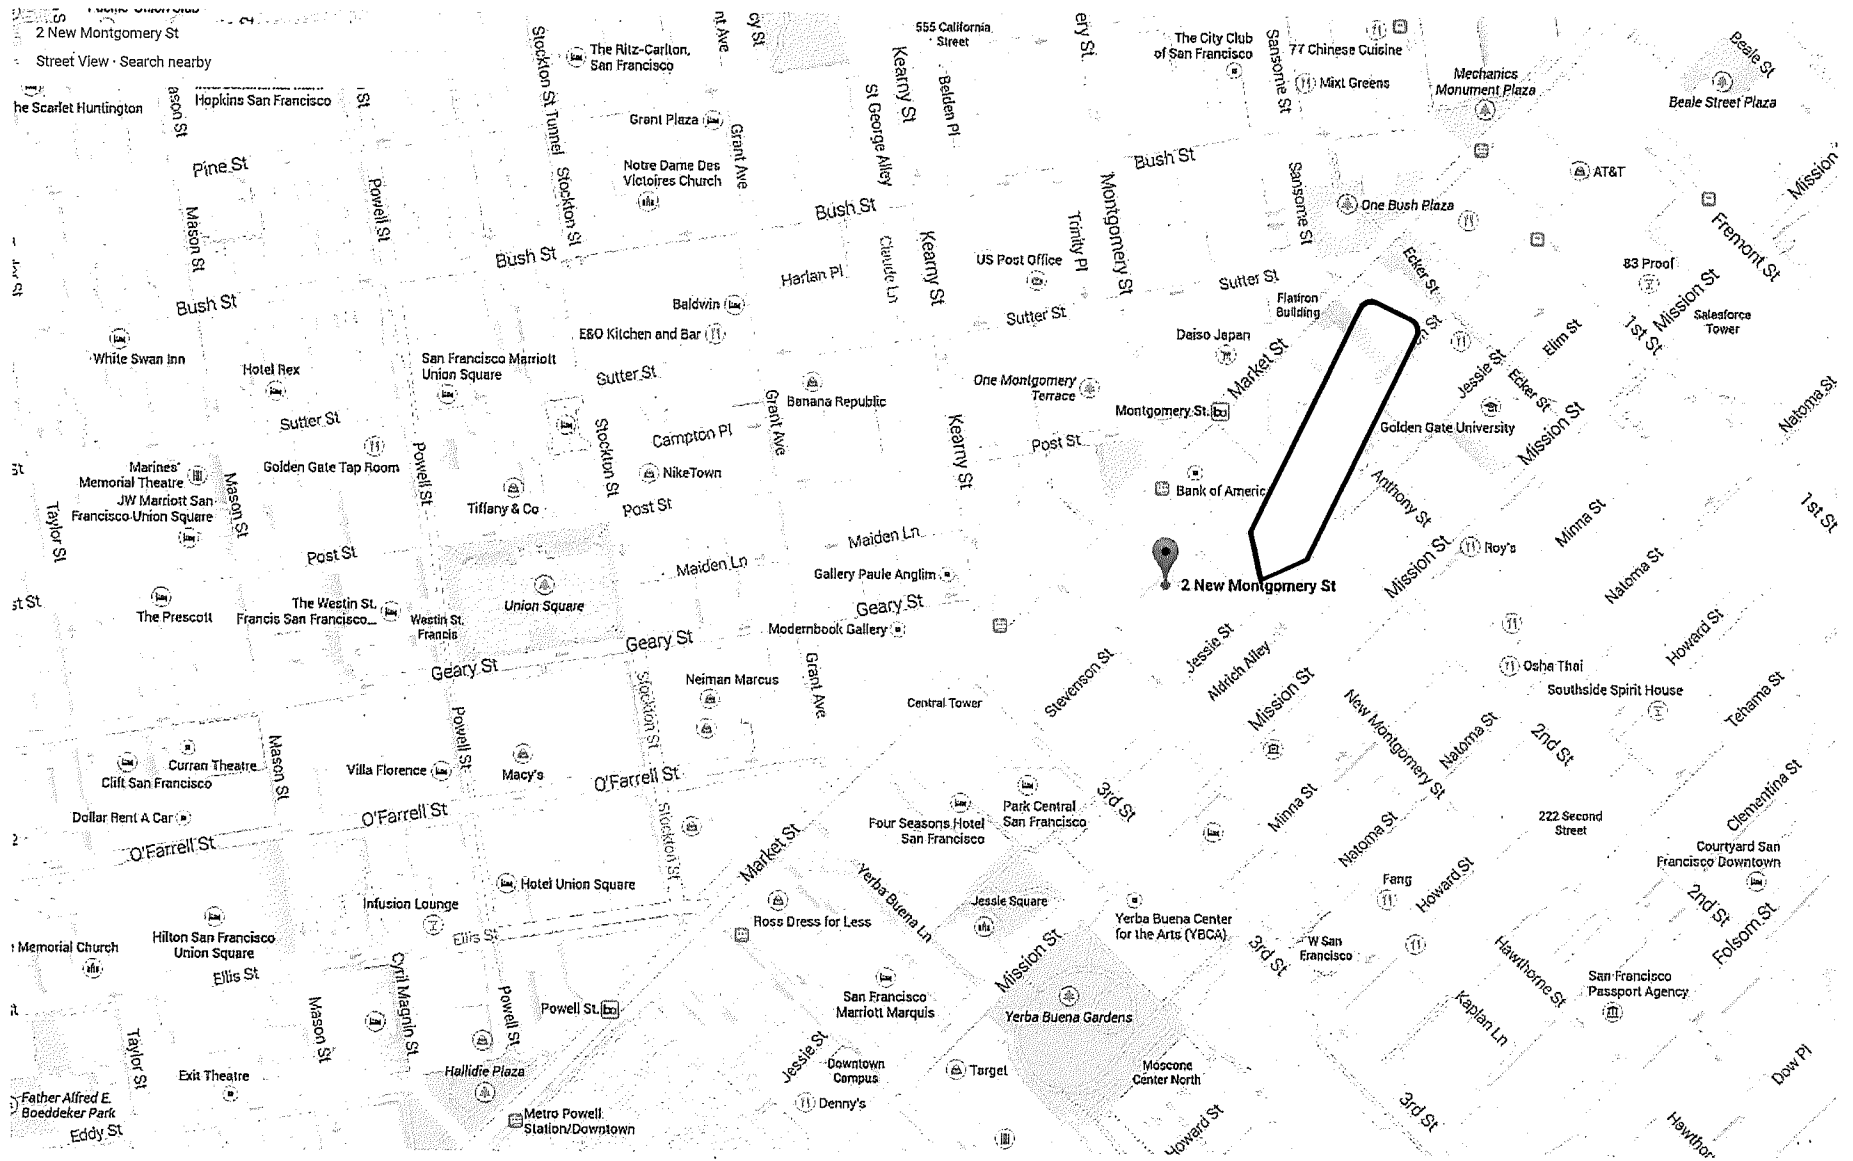 2 New Montgomery St
Street View · Search nearby
The Ritz-Carlton,
San Francisco
555 California
Street
The City Club
of San Francisco
Sansome St
77 Chinese Cuisine
Mixt Greens
Mechanics
Monument Plaza
Beale St
Beale Street Plaza
he Scarlet Huntington
Hopkins San Francisco
Stockton St Tunnel
Grant Plaza
Grant Ave
Kearny St
Belden Pl
St George Alley
Pine St
Notre Dame Des
Victoires Church
Stockton St
Bush St
Sansome St
One Bush Plaza
AT&T
Mission
Mason St
Powell St
Bush St
Bush St
Bush St
Claude Ln
Kearny St
Harlan Pl
US Post Office
Trinity Pl
Montgomery St
Sutter St
Flatiron
Building
Ecker St
83 Proof
Fremont St
Mission St
1st St
Salesforce
Tower
Baldwin
E&O Kitchen and Bar
Sutter St
Daiso Japan
Market St
Elim St
Jessie St
Ecker St
White Swan Inn
Hotel Rex
San Francisco Marriott
Union Square
Sutter St
Banana Republic
One Montgomery
Terrace
Montgomery St.
Golden Gate University
Mission St
Natoma St
Sutter St
Golden Gate Tap Room
Powell St
Stockton St
Campton Pl
Grant Ave
Kearny St
Post St
Marines'
Memorial Theatre
JW Marriott San
Francisco Union Square
Mason St
Taylor St
Tiffany & Co
NikeTown
Post St
Bank of Americ
Anthony St
Minna St
1st St
Post St
Maiden Ln
Maiden Ln
Mission St
Roy's
Natoma St
The Prescott
The Westin St.
Francis San Francisco...
Westin St.
Francis
Union Square
Gallery Paule Anglim
Geary St
Modernbook Gallery
2 New Montgomery St
Geary St
Geary St
Jessie St
Aldrich Alley
Mission St
Stevenson St
Osha Thai
Southside Spirit House
Howard St
Tehama St
Neiman Marcus
Grant Ave
Central Tower
Stockton St
Powell St
New Montgomery St
Natoma St
2nd St
Curran Theatre
Clift San Francisco
Mason St
Villa Florence
Macy's
O'Farrell St
Dollar Rent A Car
O'Farrell St
O'Farrell St
Stockton St
Market St
Four Seasons Hotel
San Francisco
Park Central
San Francisco
3rd St
Minna St
Natoma St
222 Second
Street
Clementina St
Courtyard San
Francisco Downtown
Hotel Union Square
Infusion Lounge
Ross Dress for Less
Yerba Buena Ln
Jessie Square
Yerba Buena Center
for the Arts (YBCA)
Fang
Howard St
2nd St
Folsom St
Memorial Church
Hilton San Francisco
Union Square
Ellis St
Ellis St
Cyril Magnin St
Mission St
3rd St
W San
Francisco
Hawthorne St
San Francisco
Passport Agency
Mason St
Powell St
Powell St.
San Francisco
Marriott Marquis
Yerba Buena Gardens
Kaplan Ln
Taylor St
Exit Theatre
Hallidie Plaza
Jessie St
Downtown
Campus
Target
Moscone
Center North
Dow Pl
Father Alfred E.
Boeddeker Park
Eddy St
Metro Powell
Station/Downtown
Denny's
Howard St
3rd St
Hawthor